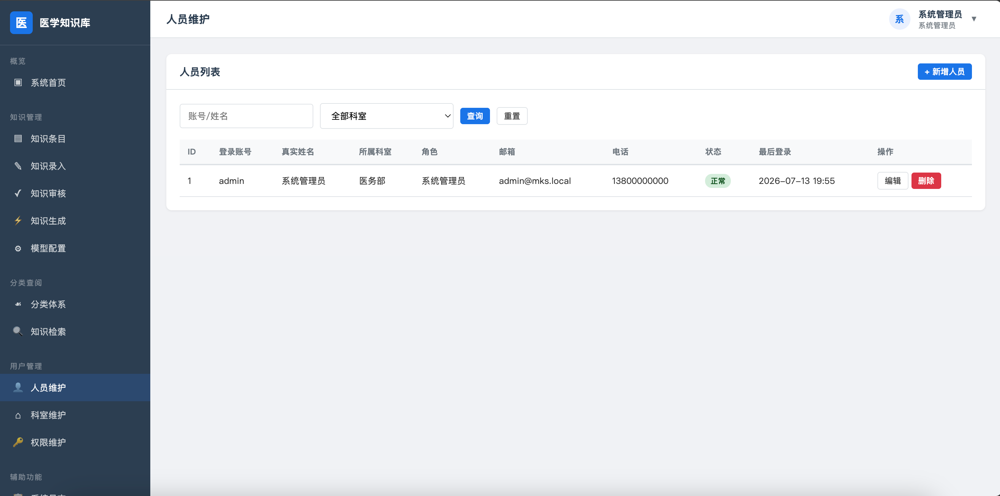 医 医学知识库
概览
系统首页
知识管理
知识条目
知识录入
知识审核
知识生成
模型配置
分类查阅
分类体系
知识检索
用户管理
人员维护
科室维护
权限维护
辅助功能
人员维护
系 系统管理员
系统管理员
人员列表
+ 新增人员
账号/姓名 全部科室 查询 重置
ID 登录账号 真实姓名 所属科室 角色 邮箱 电话 状态 最后登录 操作
1 admin 系统管理员 医务部 系统管理员 admin@mks.local 13800000000 正常 2026-07-13 19:55 编辑 删除